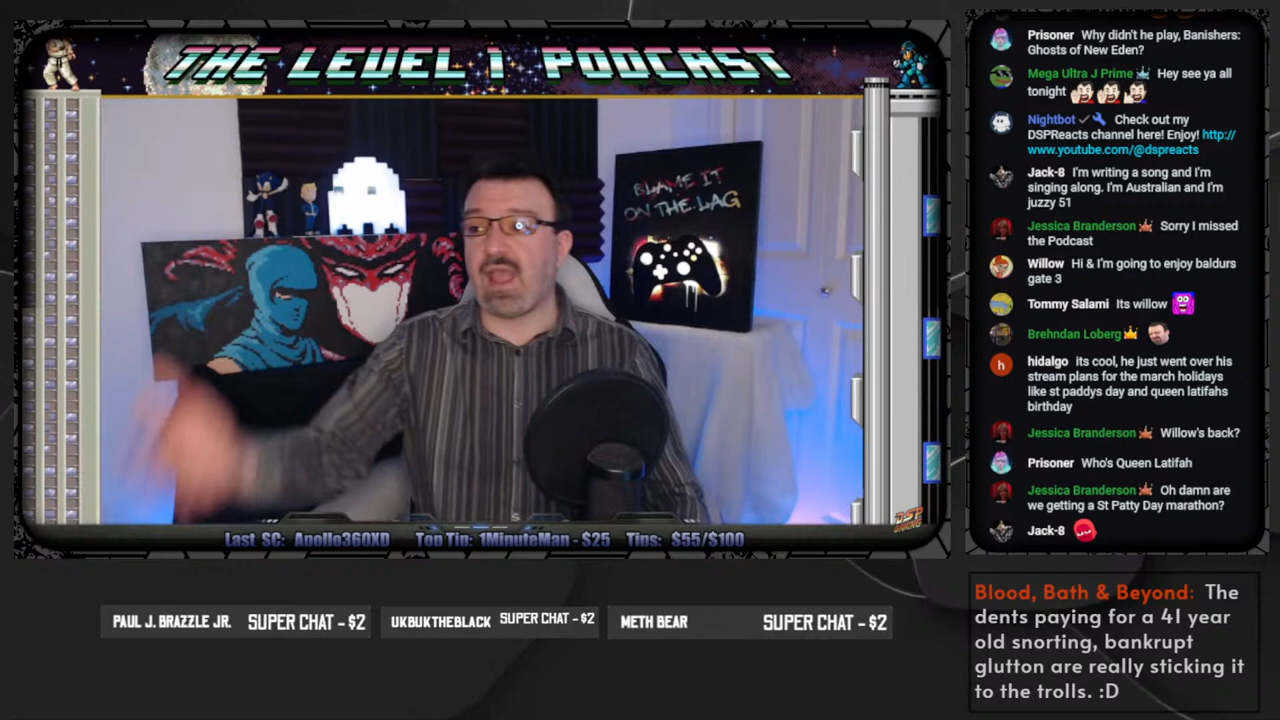 THE LEVEL 1 PODCAST
BLAME IT
ON THE LAG
DSP
GAMING
Last SC: Apollo360XD Top Tip: 1MinuteMan - $25 Tips: $55/$100
PAUL J. BRAZZLE JR. SUPER CHAT - $2
UKBUKTHEBLACK SUPER CHAT - $2
METH BEAR SUPER CHAT - $2
Prisoner Why didn't he play, Banishers:
Ghosts of New Eden?
Mega Ultra J Prime Hey see ya all
tonight
Nightbot Check out my
DSPReacts channel here! Enjoy! http://
www.youtube.com/@dspreacts
Jack-8 I'm writing a song and I'm
singing along. I'm Australian and I'm
juzzy 51
Jessica Branderson Sorry I missed
the Podcast
Willow Hi & I'm going to enjoy baldurs
gate 3
Tommy Salami Its willow
Brehndan Loberg
h
hidalgo Its cool, he just went over his
stream plans for the march holidays
like st paddys day and queen latifahs
birthday
Jessica Branderson Willow's back?
Prisoner Who's Queen Latifah
Jessica Branderson Oh damn are
we getting a St Patty Day marathon?
Jack-8
Blood, Bath & Beyond: The
dents paying for a 41 year
old snorting, bankrupt
glutton are really sticking it
to the trolls. :D